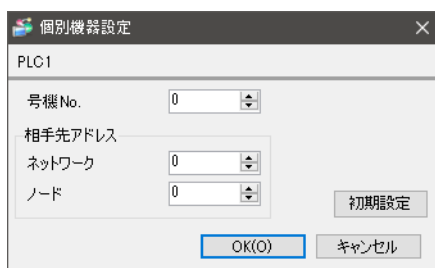 個別機器設定
PLC1
号機No. 0
相手先アドレス
ネットワーク 0
ノード 0
初期設定
OK(O) キャンセル